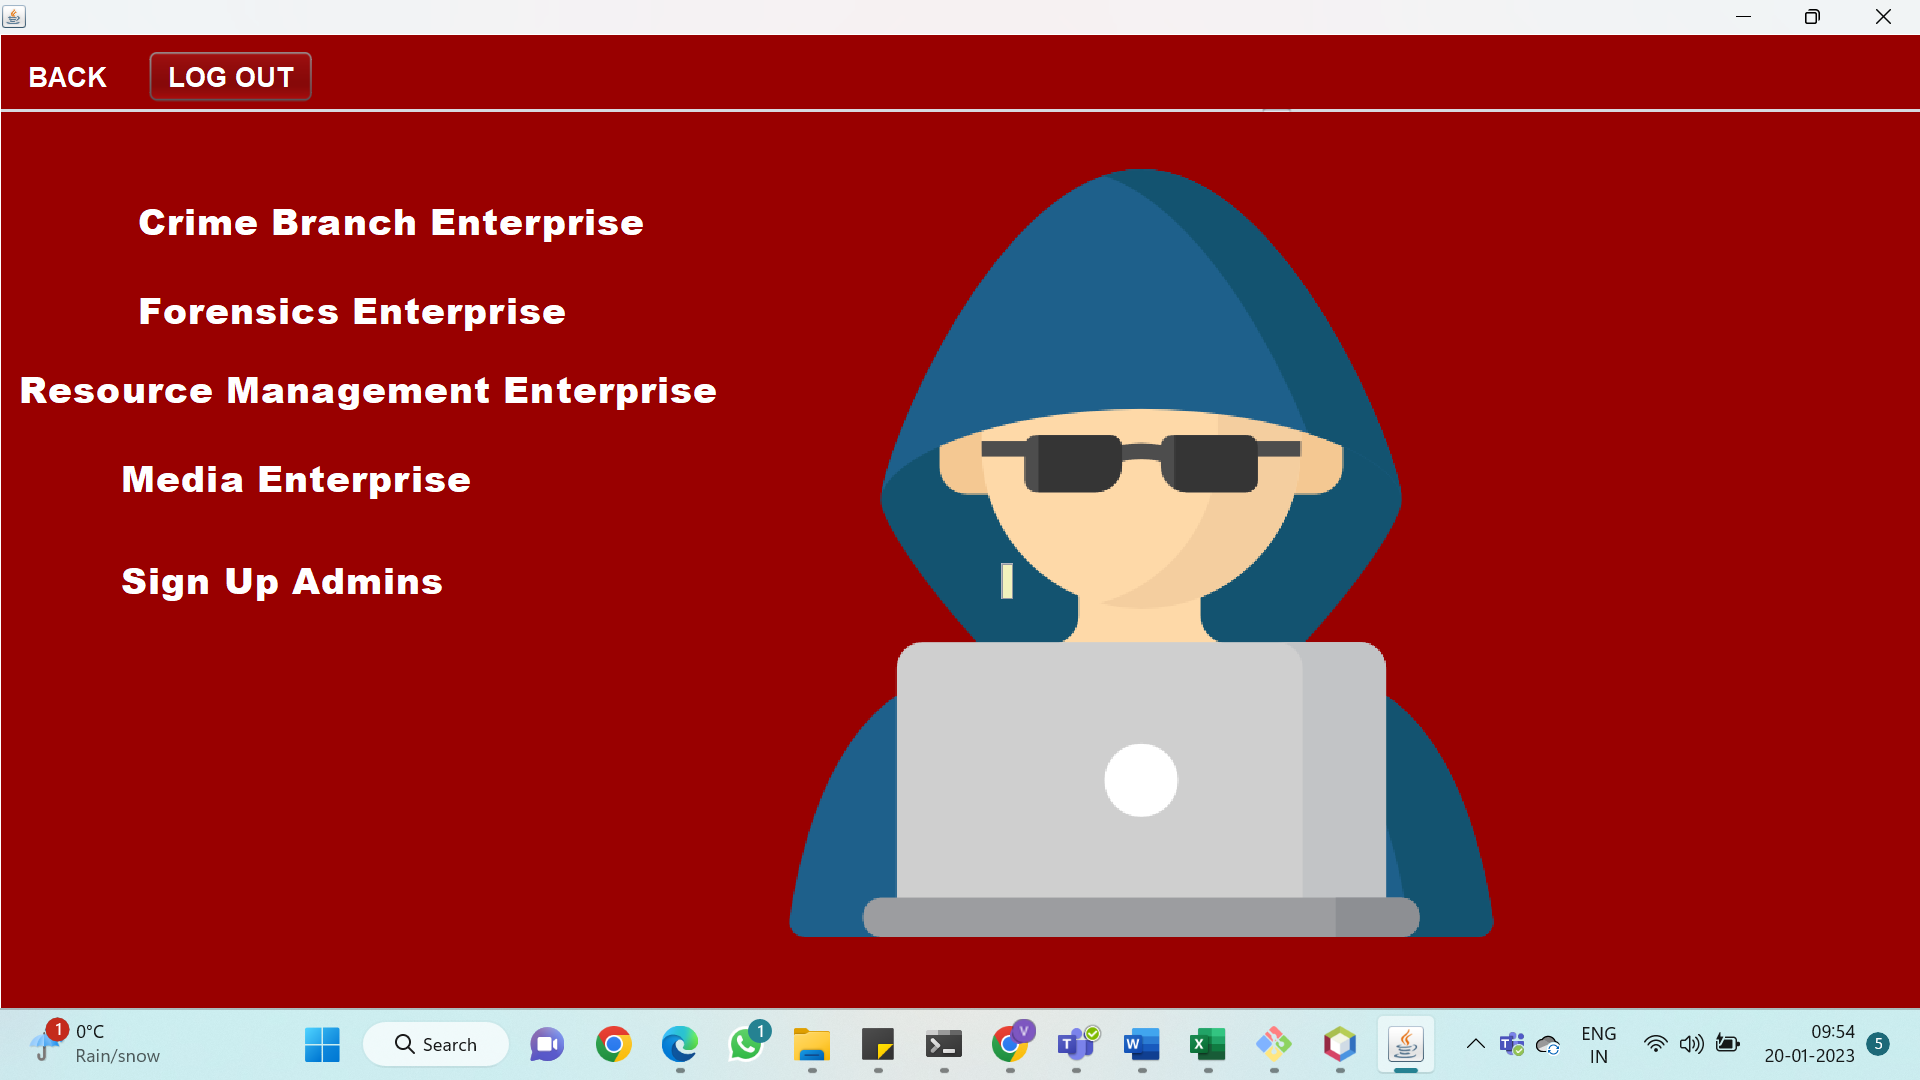 BACK
LOG OUT
Crime Branch Enterprise
Forensics Enterprise
Resource Management Enterprise
Media Enterprise
Sign Up Admins
1
0°C
Rain/snow
Search
1
V
T
W
X
T
ENG
IN
09:54
20-01-2023
5